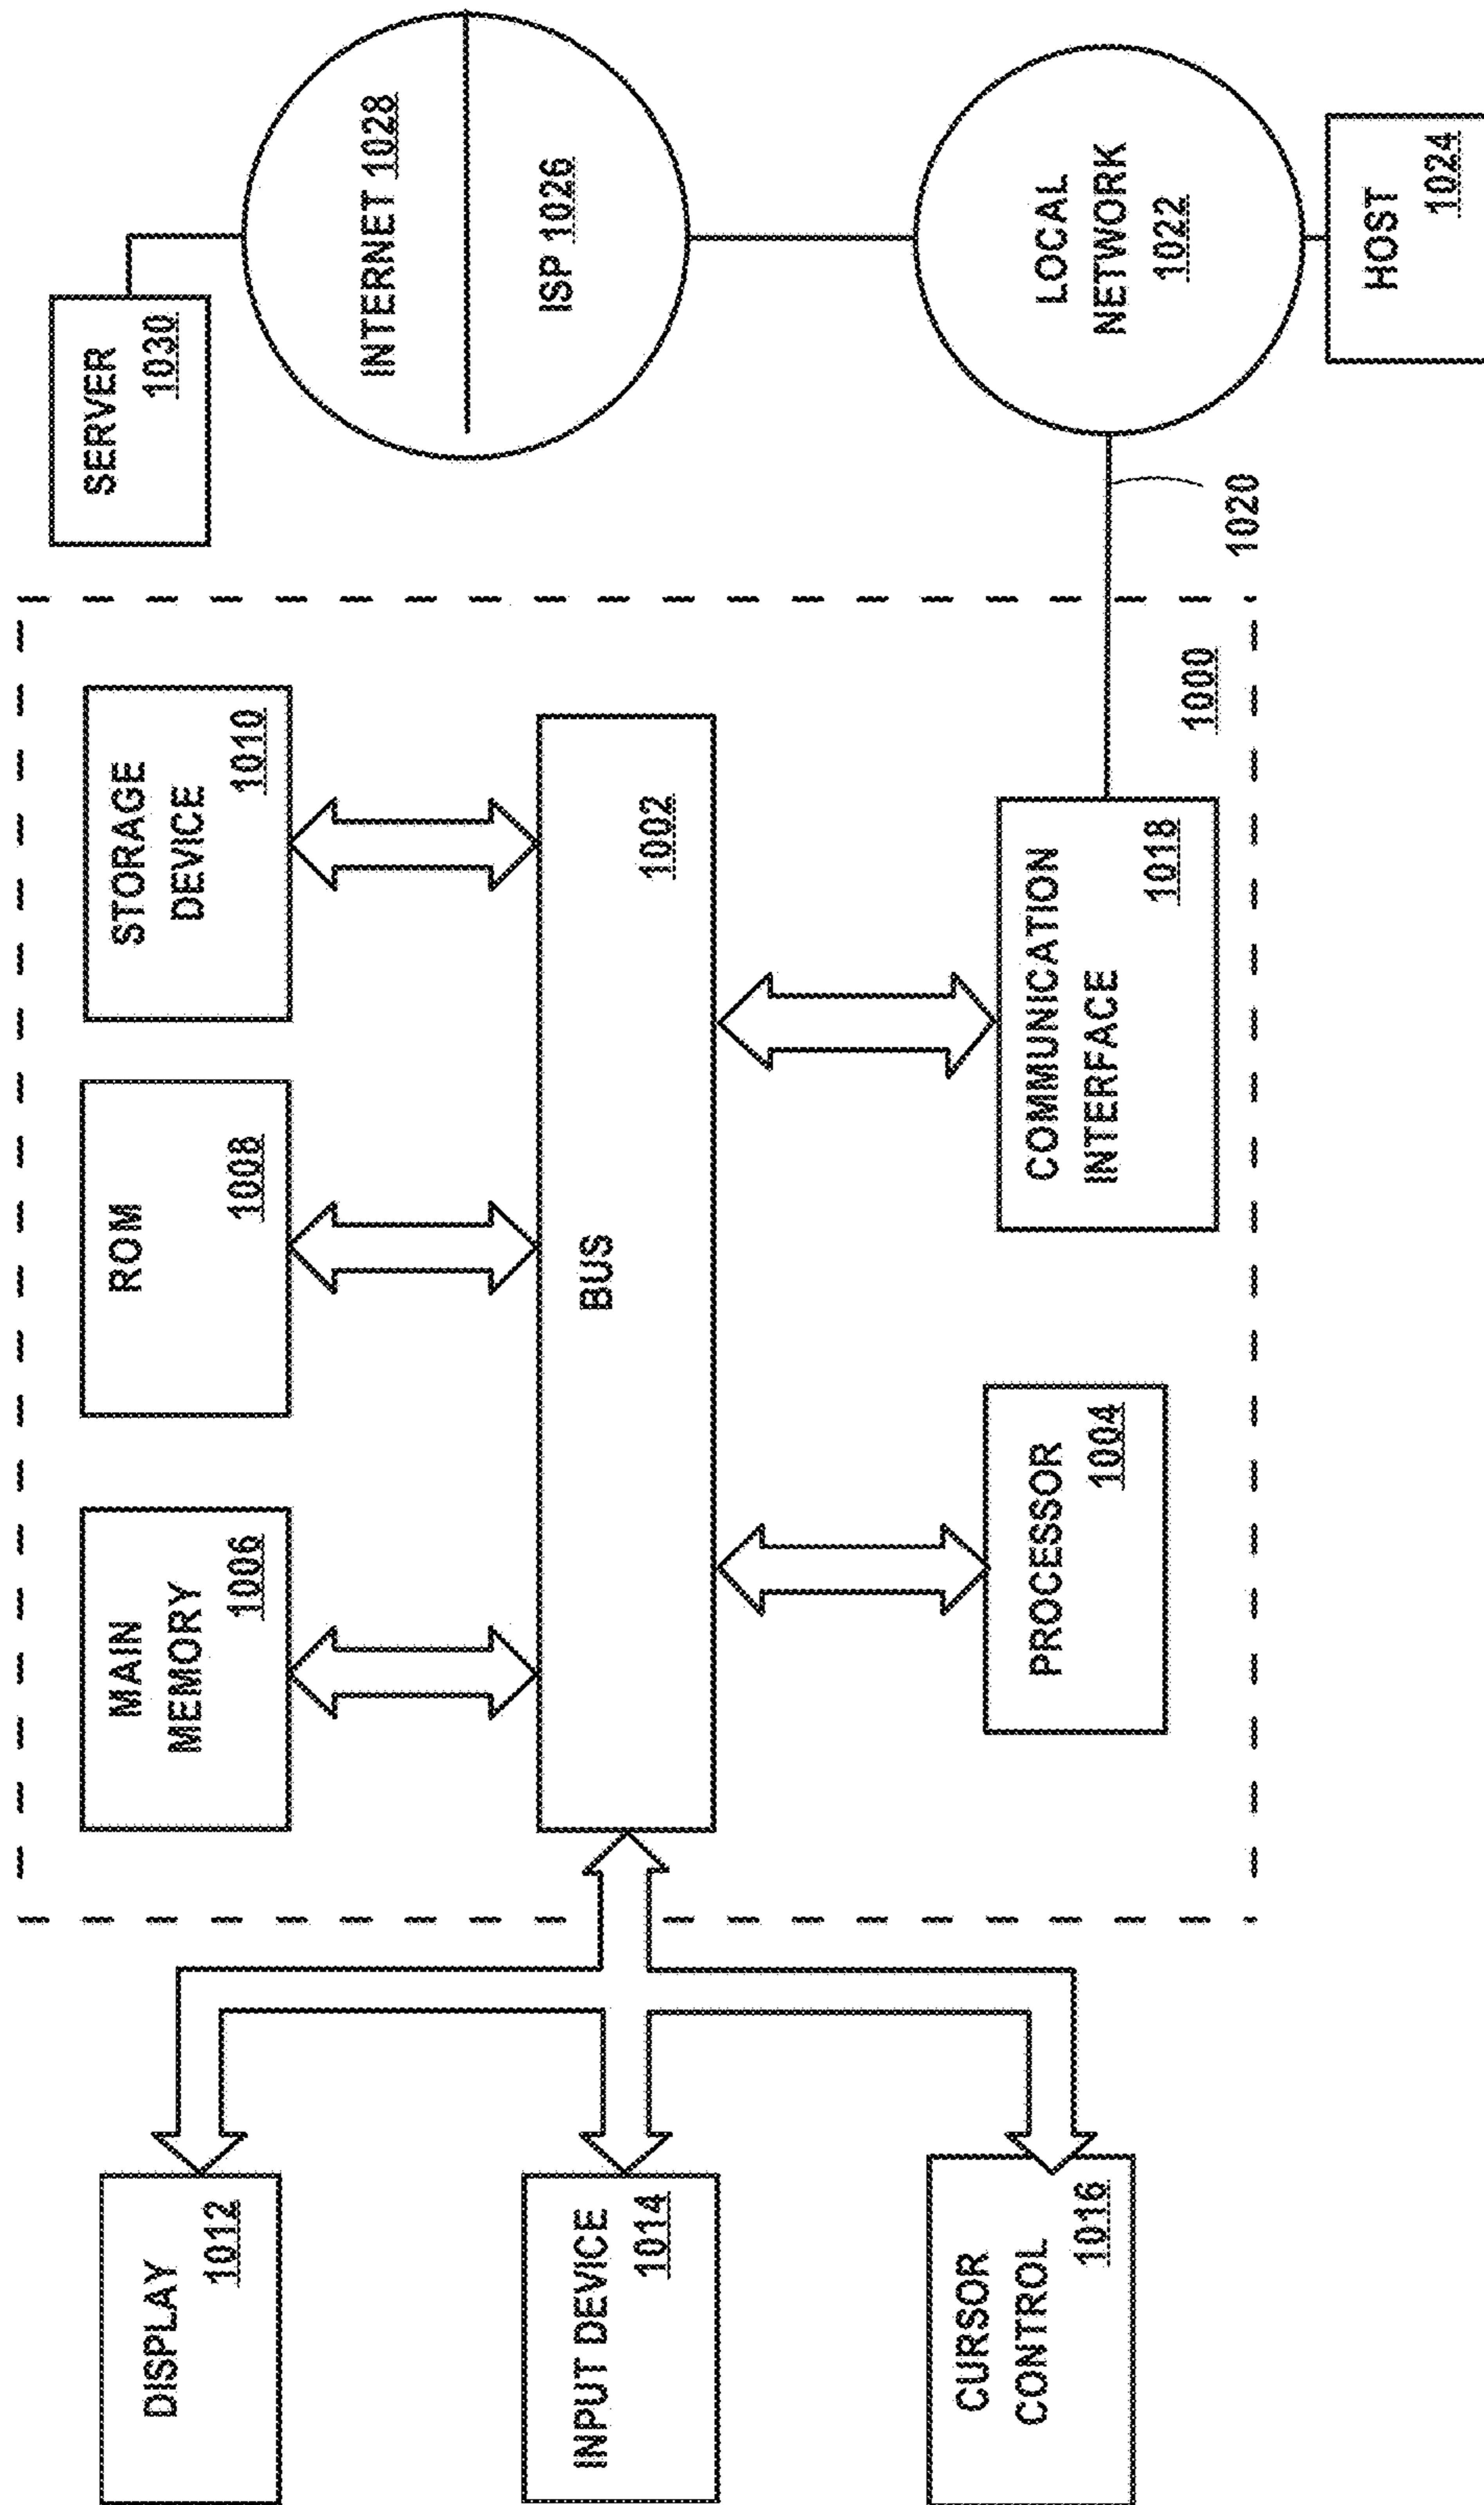 DISPLAY
1012
INPUT DEVICE
1014
CURSOR
CONTROL
1016
MAIN
MEMORY
1006
ROM
1008
STORAGE
DEVICE
1010
BUS
1002
PROCESSOR
1004
COMMUNICATION
INTERFACE
1018
1000
SERVER
1030
INTERNET 1028
ISP 1026
1020
LOCAL
NETWORK
1022
HOST
1024